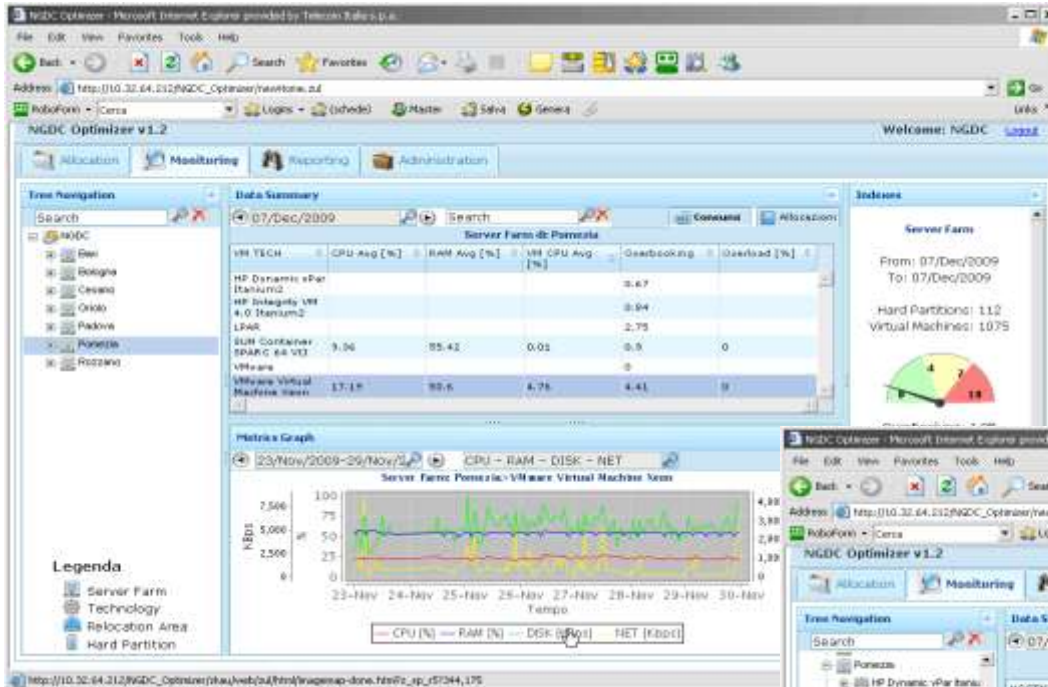 NGDC Optimizer - Microsoft Internet Explorer provided by Telecom Italia s.p.a.
File Edit View Favorites Tools Help
Back Search Favorites
Address http://10.32.64.212/NGDC_Optimizer/newHome.zul
Links
RoboForm Cerca Logins (schede) Master Salva Genera
NGDC Optimizer v1.2
Welcome: NGDC Logout
Allocation Monitoring Reporting Administration
Tree Navigation
Search
NGDC
Bari
Bologna
Cesano
Oriolo
Padova
Pomezia
Rozzano
Legenda
Server Farm
Technology
Relocation Area
Hard Partition
Data Summary
07/Dec/2009 Search Consumi Allocazioni
Server Farm di: Pomezia
VM TECH CPU Avg [%] RAM Avg [%] VM CPU Avg [%] Overbooking Overload [%]
HP Dynamic vPar Itanium2 0.67
HP Integrity VM 4.0 Itanium2 0.94
LPAR 2.75
SUN Container SPARC 64 VII 9.36 55.42 0.01 0.9 0
VMware 0
VMware Virtual Machine Xeon 17.19 50.6 4.76 4.41 0
Metrics Graph
23/Nov/2009-29/Nov/2 CPU - RAM - DISK - NET
Server Farm: Pomezia>VMware Virtual Machine Xeon
KBps
7,500
5,000
2,500
0
%
100
75
50
25
0
23-Nov 24-Nov 25-Nov 26-Nov 27-Nov 28-Nov 29-Nov 30-Nov
Tempo
CPU [%] RAM [%] DISK NET [Kbps]
Indexes
Server Farm
From: 07/Dec/2009
To: 07/Dec/2009
Hard Partitions: 112
Virtual Machines: 1075
0 4 7 10
NGDC Optimizer - Microsoft Internet Explorer
File Edit View Favorites Tools Help
Back
Address http://10.32.64.212/NGDC_Optimizer
RoboForm Cerca
NGDC Optimizer v1.2
Allocation Monitoring
Tree Navigation
Search
Pomezia
HP Dynamic vPar Itaniu